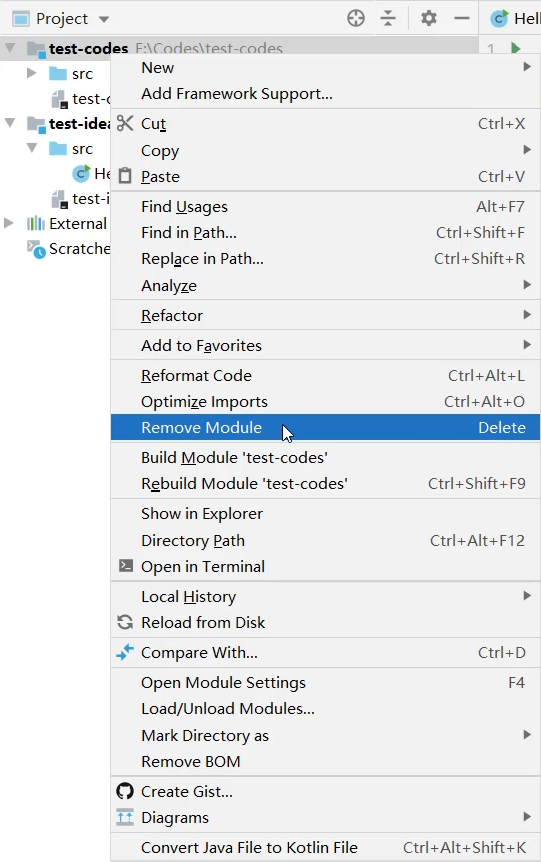 Project
Hell
test-codes F:\Codes\test-codes
1
src
test-c
test-idea
src
He
test-i
External
Scratche
New
Add Framework Support...
Cut Ctrl+X
Copy
Paste Ctrl+V
Find Usages Alt+F7
Find in Path... Ctrl+Shift+F
Replace in Path... Ctrl+Shift+R
Analyze
Refactor
Add to Favorites
Reformat Code Ctrl+Alt+L
Optimize Imports Ctrl+Alt+O
Remove Module Delete
Build Module 'test-codes'
Rebuild Module 'test-codes' Ctrl+Shift+F9
Show in Explorer
Directory Path Ctrl+Alt+F12
Open in Terminal
Local History
Reload from Disk
Compare With... Ctrl+D
Open Module Settings F4
Load/Unload Modules...
Mark Directory as
Remove BOM
Create Gist...
Diagrams
Convert Java File to Kotlin File Ctrl+Alt+Shift+K